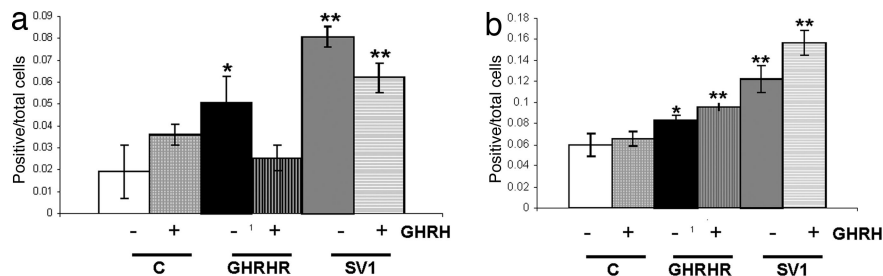 a
Positive/total cells
0.09
0.08
0.07
0.06
0.05
0.04
0.03
0.02
0.01
0
*
**
**
- + - 1 + - +
GHRH
C GHRHR SV1
b
Positive/total cells
0.18
0.16
0.14
0.12
0.1
0.08
0.06
0.04
0.02
0
*
**
**
**
- + - 1 + - +
GHRH
C GHRHR SV1